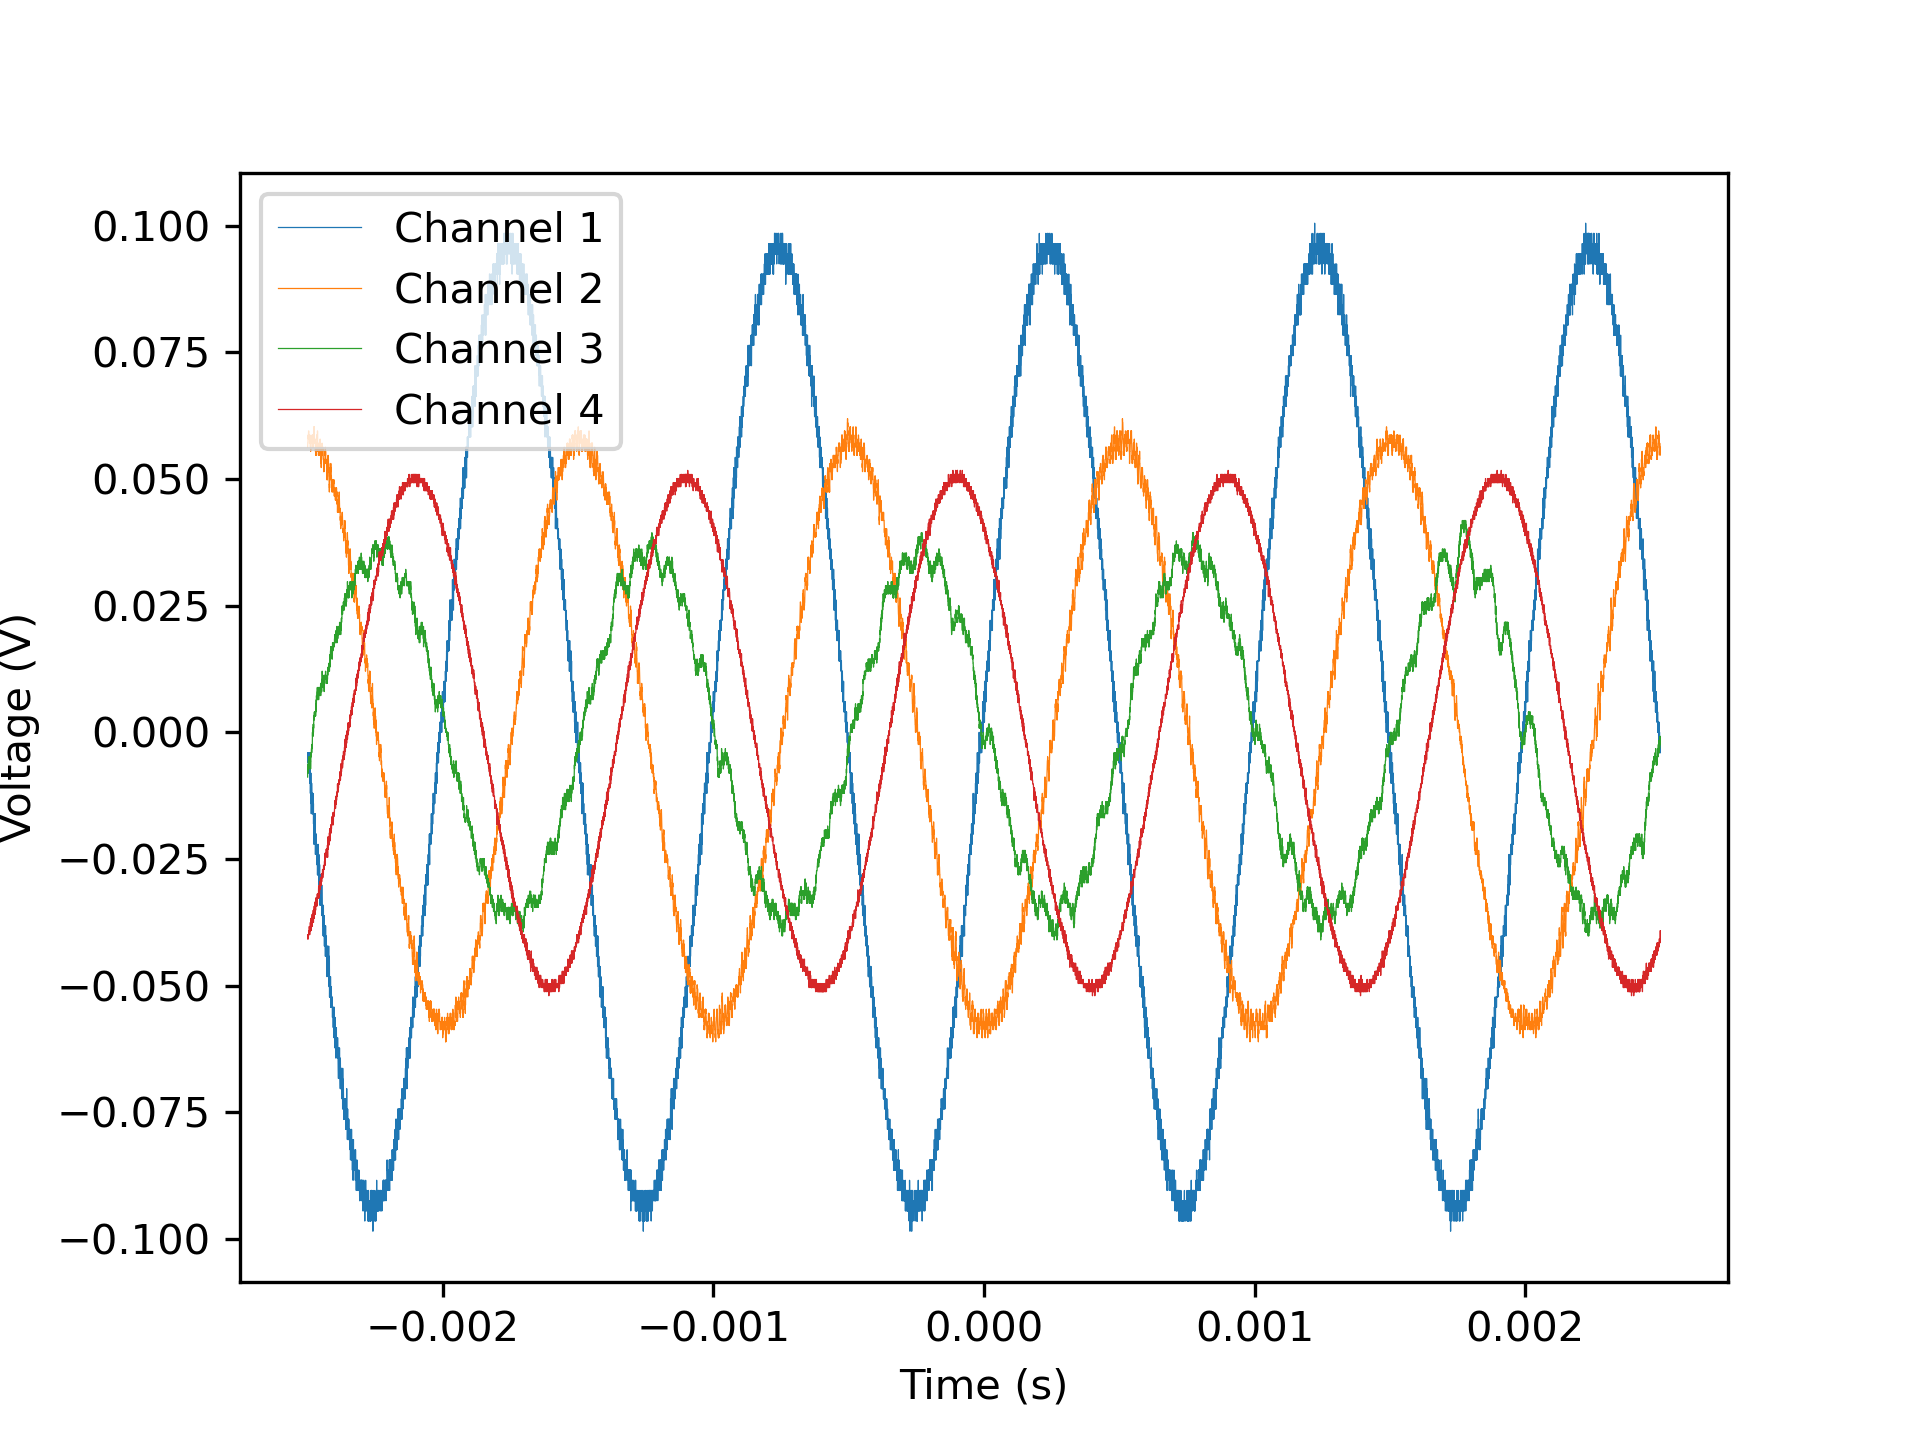 Channel 1
Channel 2
Channel 3
Channel 4
0.100
0.075
0.050
0.025
0.000
−0.025
−0.050
−0.075
−0.100
Voltage (V)
−0.002 −0.001 0.000 0.001 0.002
Time (s)